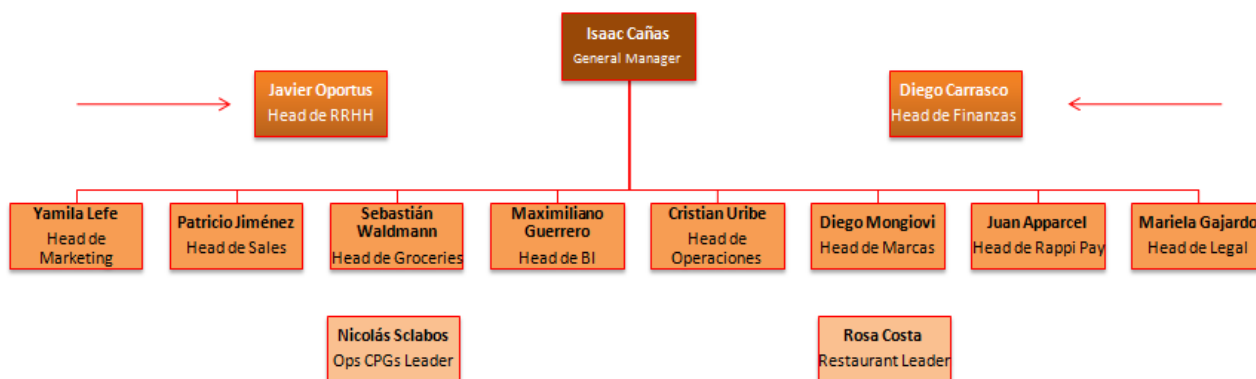 Isaac Cañas
General Manager
Javier Oportus
Head de RRHH
Diego Carrasco
Head de Finanzas
Yamila Lefe
Head de
Marketing
Patricio Jiménez
Head de Sales
Sebastián
Waldmann
Head de Groceries
Maximiliano
Guerrero
Head de BI
Cristian Uribe
Head de
Operaciones
Diego Mongiovi
Head de Marcas
Juan Apparcel
Head de Rappi Pay
Mariela Gajardo
Head de Legal
Nicolás Sclabos
Ops CPGs Leader
Rosa Costa
Restaurant Leader